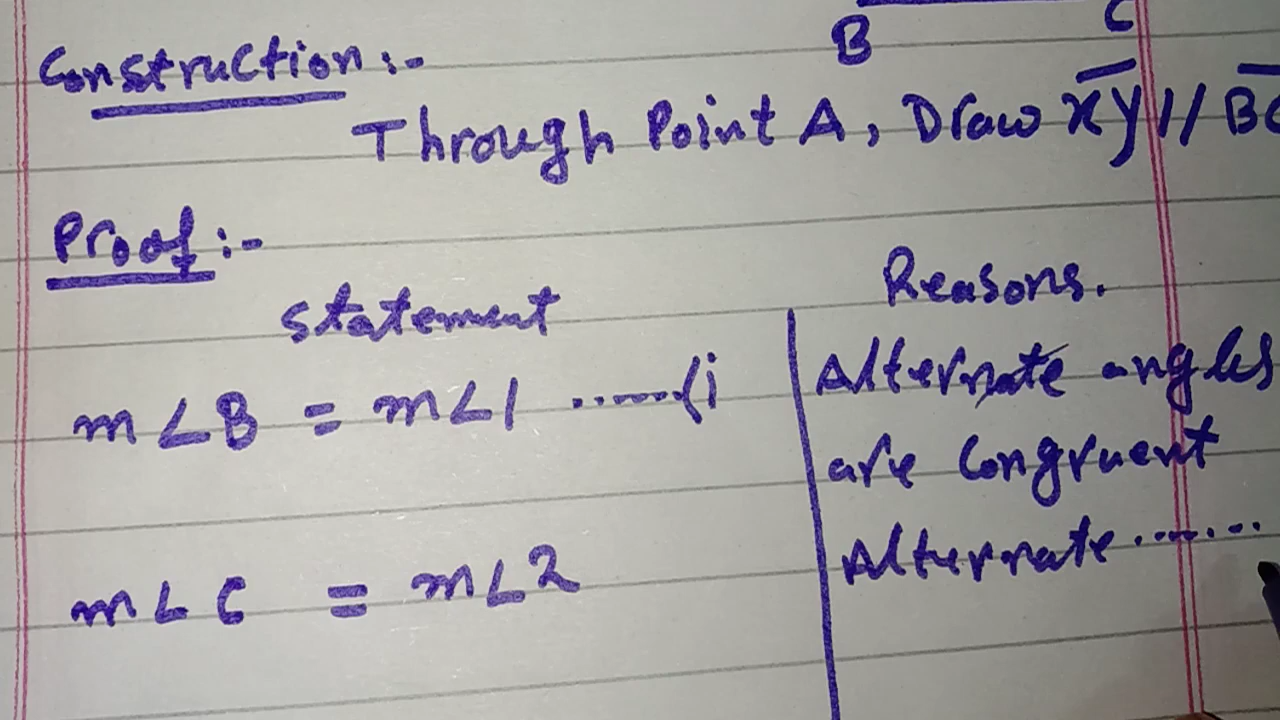 B C
Construction :-
Through Point A, Draw XY // BC
Proof :-
Statement Reasons.
m∠B = m∠1 ......(i Alternate angles
are Congruent
m∠C = m∠2 Alternate .......